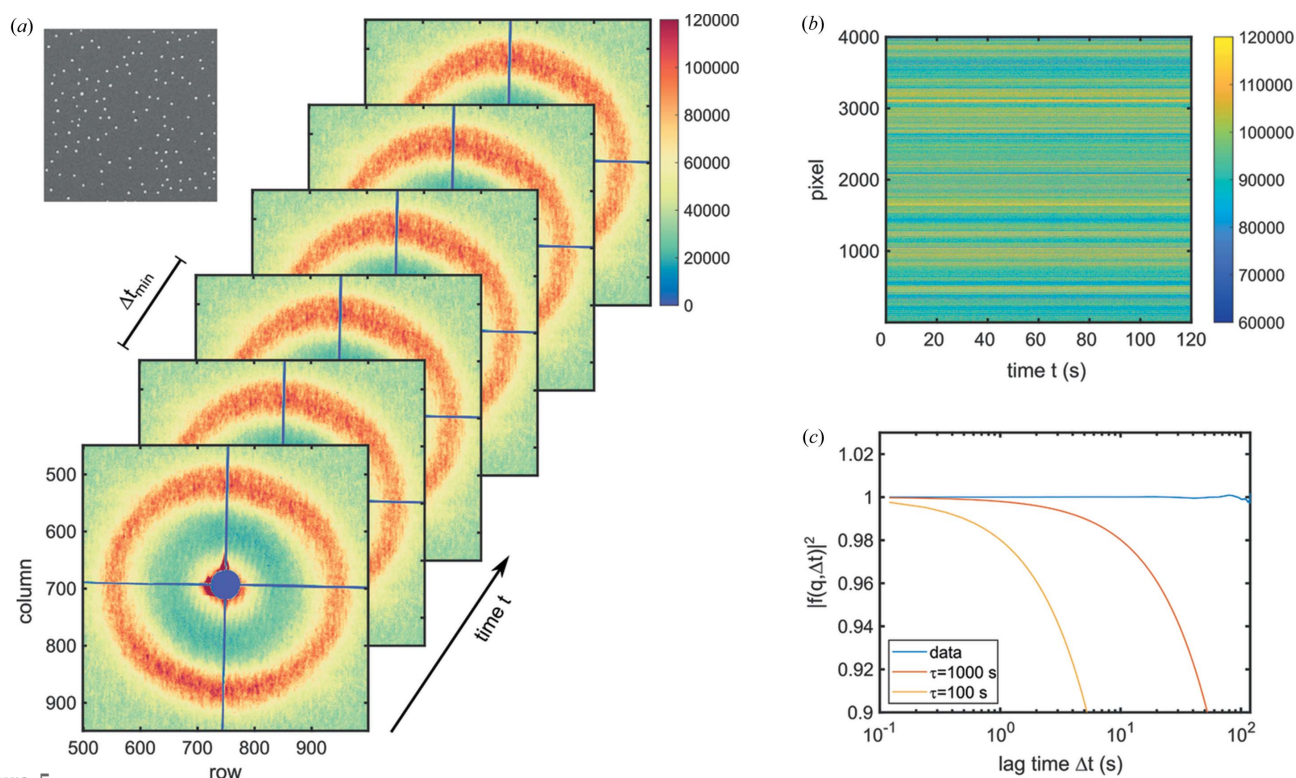 (a)
120000
100000
80000
60000
40000
20000
0
Δtmin
time t
500
600
700
800
900
column
500 600 700 800 900
row
(b)
4000
3000
2000
1000
pixel
0 20 40 60 80 100 120
time t (s)
120000
110000
100000
90000
80000
70000
60000
(c)
1.02
1
0.98
0.96
0.94
0.92
0.9
|f(q,Δt)|²
data
τ=1000 s
τ=100 s
10⁻¹ 10⁰ 10¹ 10²
lag time Δt (s)